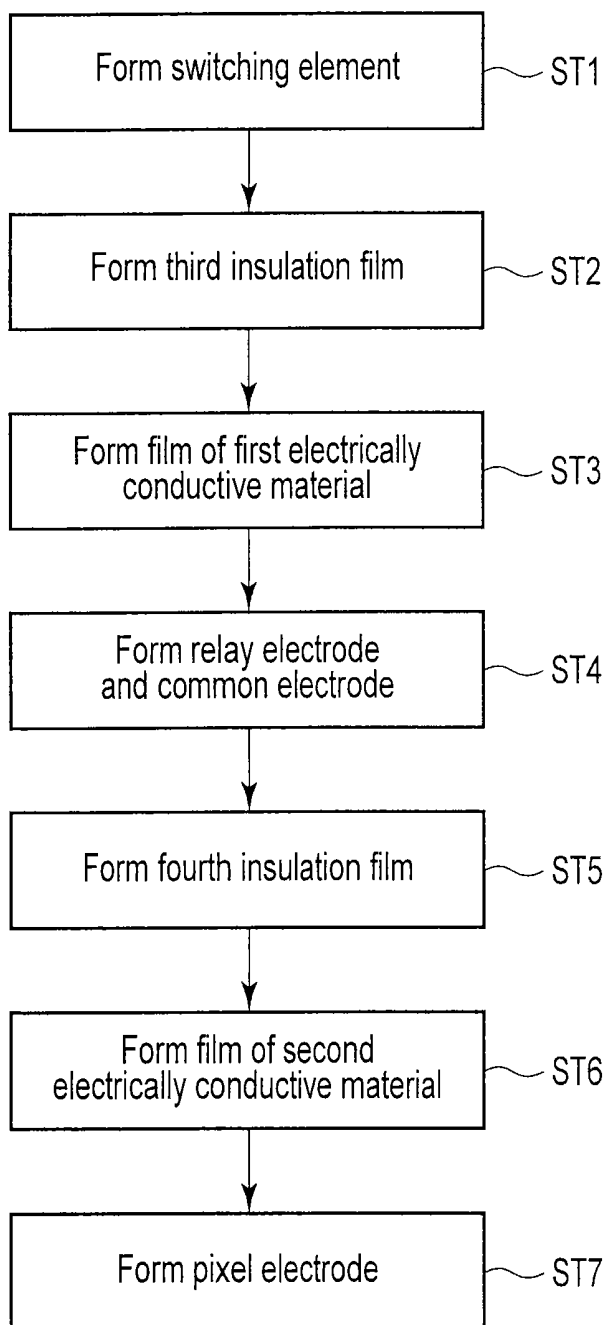 Form switching element
ST1
Form third insulation film
ST2
Form film of first electrically
conductive material
ST3
Form relay electrode
and common electrode
ST4
Form fourth insulation film
ST5
Form film of second
electrically conductive material
ST6
Form pixel electrode
ST7